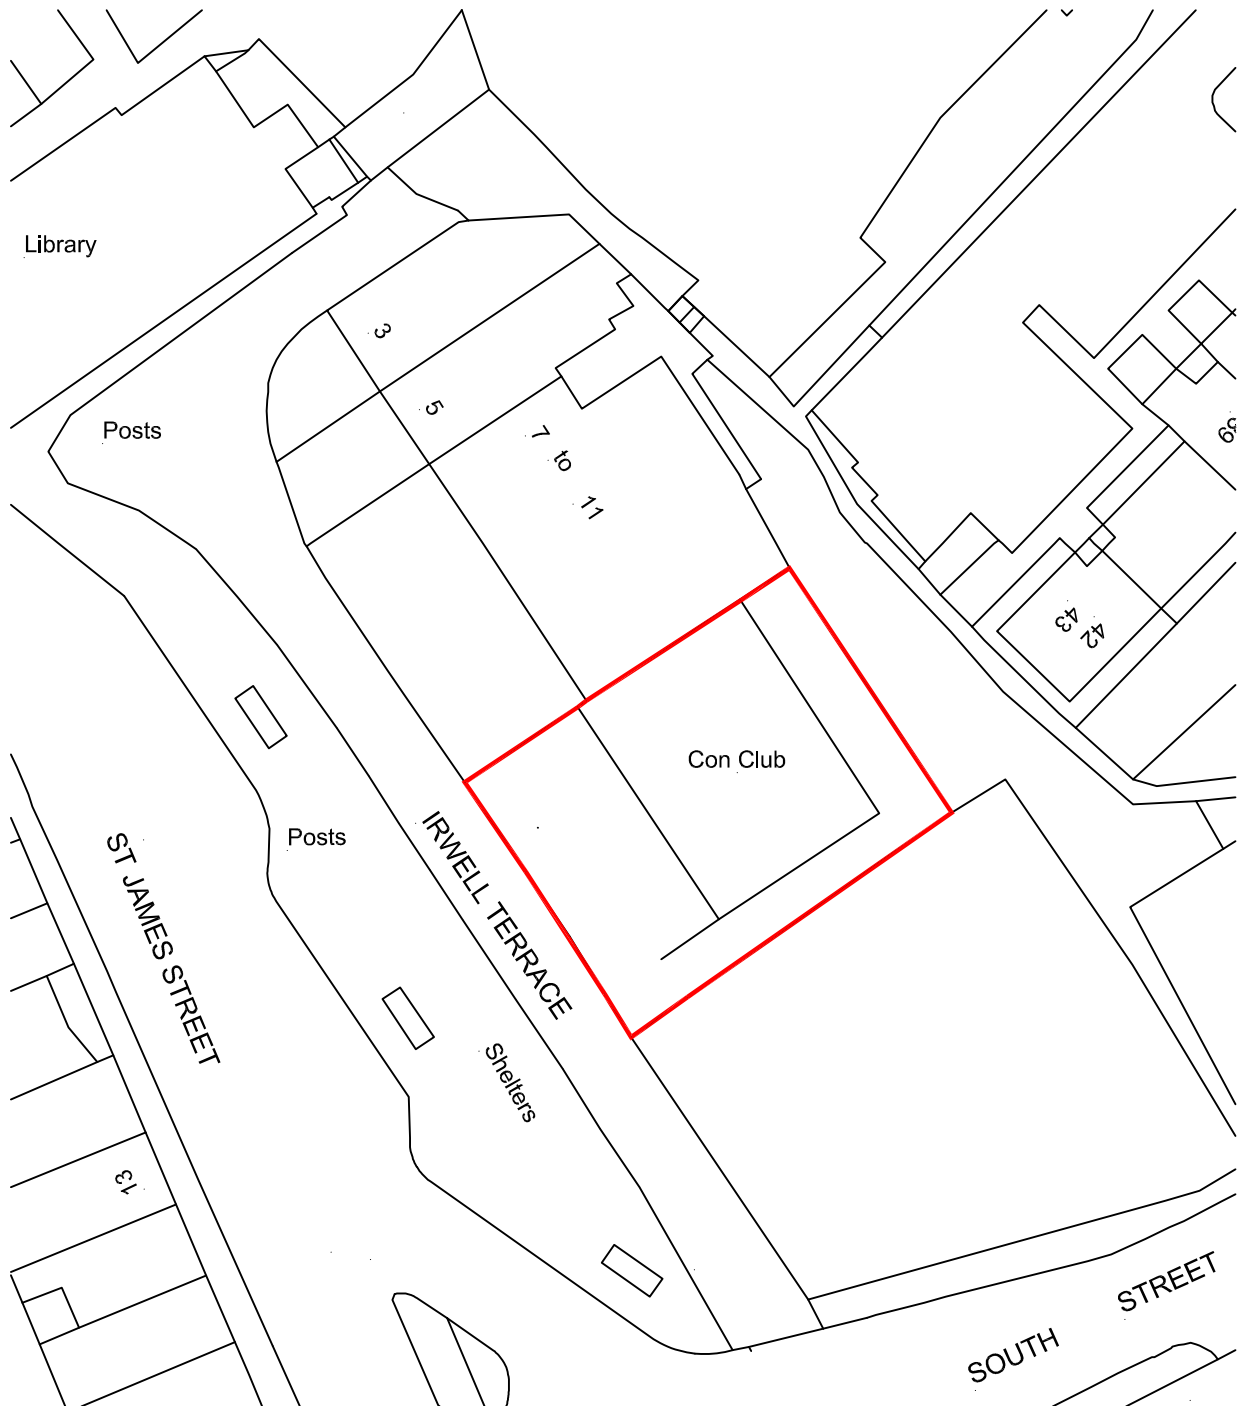 Library
3
5
Posts
7 to 11
39
43
42
Con Club
Posts
IRWELL TERRACE
ST JAMES STREET
Shelters
13
SOUTH STREET